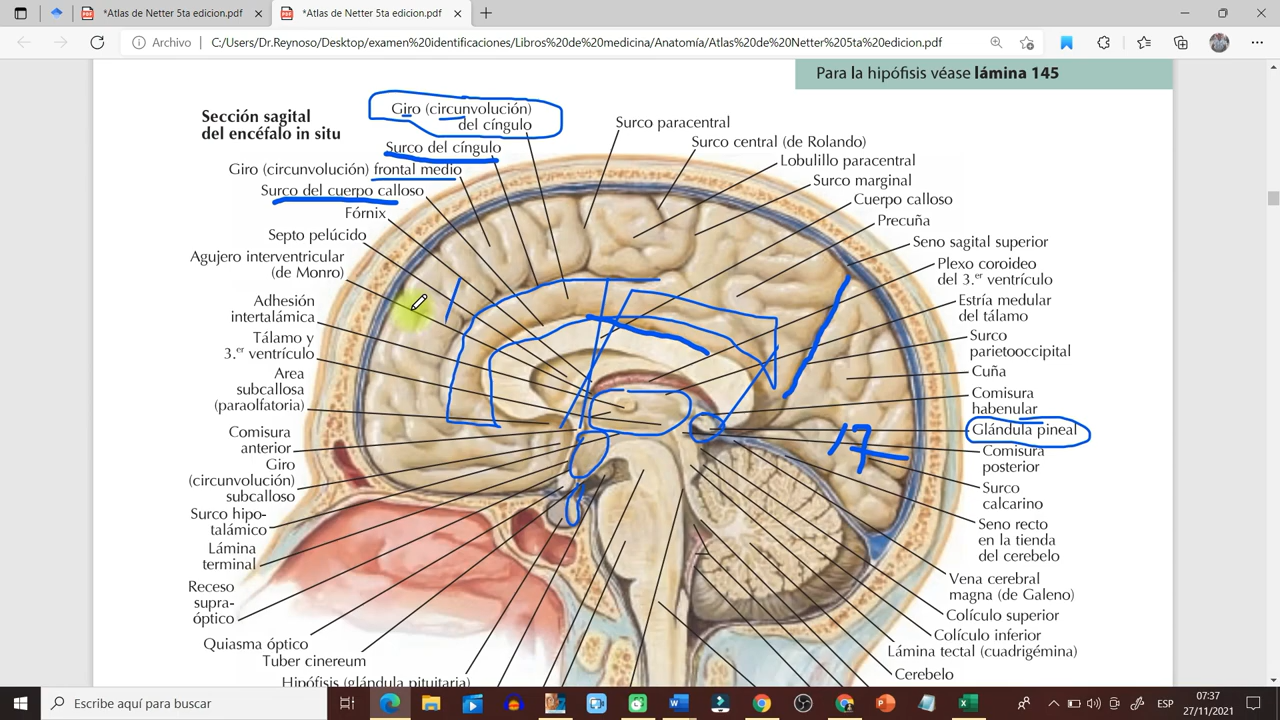 *Atlas de Netter 5ta edicion.pdf
*Atlas de Netter 5ta edicion.pdf
Archivo
C:/Users/Dr.Reynoso/Desktop/examen%20identificaciones/Libros%20de%20medicina/Anatomía/Atlas%20de%20Netter%205ta%20edicion.pdf
Para la hipófisis véase lámina 145
Sección sagital
del encéfalo in situ
Giro (circunvolución)
del cíngulo
Surco del cíngulo
Giro (circunvolución) frontal medio
Surco del cuerpo calloso
Fórnix
Septo pelúcido
Agujero interventricular
(de Monro)
Adhesión
intertalámica
Tálamo y
3.er ventrículo
Area
subcallosa
(paraolfatoria)
Comisura
anterior
Giro
(circunvolución)
subcalloso
Surco hipo-
talámico
Lámina
terminal
Receso
supra-
óptico
Quiasma óptico
Tuber cinereum
Hipófisis (glándula pituitaria)
Surco paracentral
Surco central (de Rolando)
Lobulillo paracentral
Surco marginal
Cuerpo calloso
Precuña
Seno sagital superior
Plexo coroideo
del 3.er ventrículo
Estría medular
del tálamo
Surco
parietooccipital
Cuña
Comisura
habenular
Glándula pineal
Comisura
posterior
Surco
calcarino
Seno recto
en la tienda
del cerebelo
Vena cerebral
magna (de Galeno)
Colículo superior
Colículo inferior
Lámina tectal (cuadrigémina)
Cerebelo
17
Escribe aquí para buscar
ESP
07:37
27/11/2021